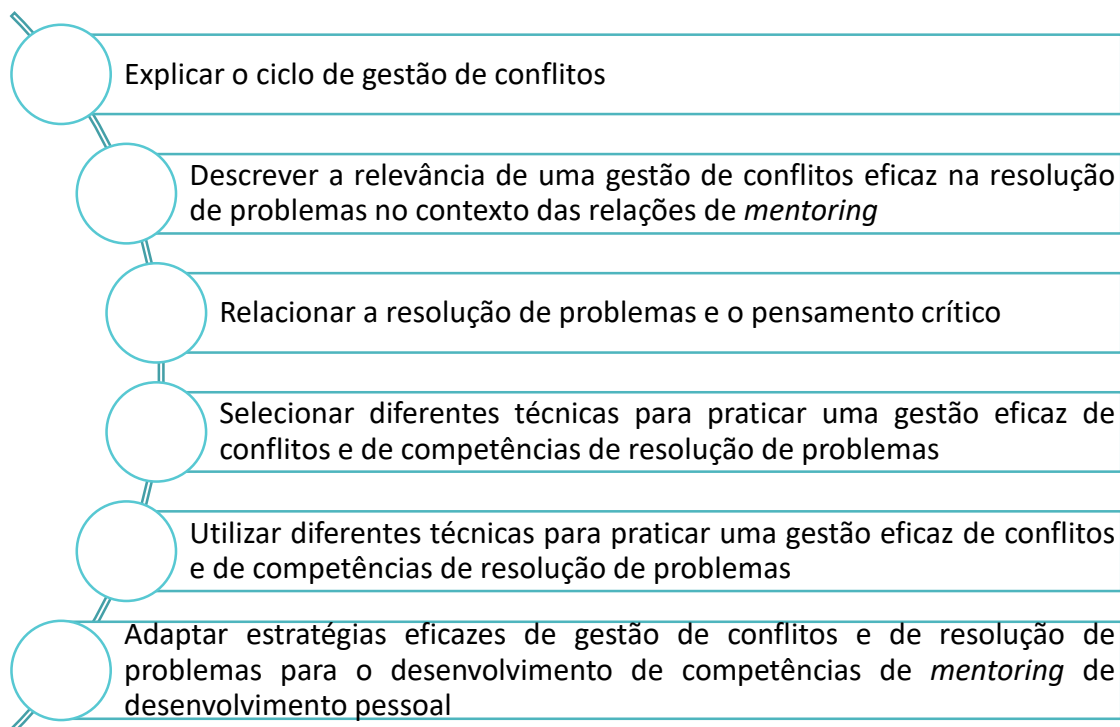 Explicar o ciclo de gestão de conflitos
Descrever a relevância de uma gestão de conflitos eficaz na resolução
de problemas no contexto das relações de mentoring
Relacionar a resolução de problemas e o pensamento crítico
Selecionar diferentes técnicas para praticar uma gestão eficaz de
conflitos e de competências de resolução de problemas
Utilizar diferentes técnicas para praticar uma gestão eficaz de conflitos
e de competências de resolução de problemas
Adaptar estratégias eficazes de gestão de conflitos e de resolução de
problemas para o desenvolvimento de competências de mentoring de
desenvolvimento pessoal